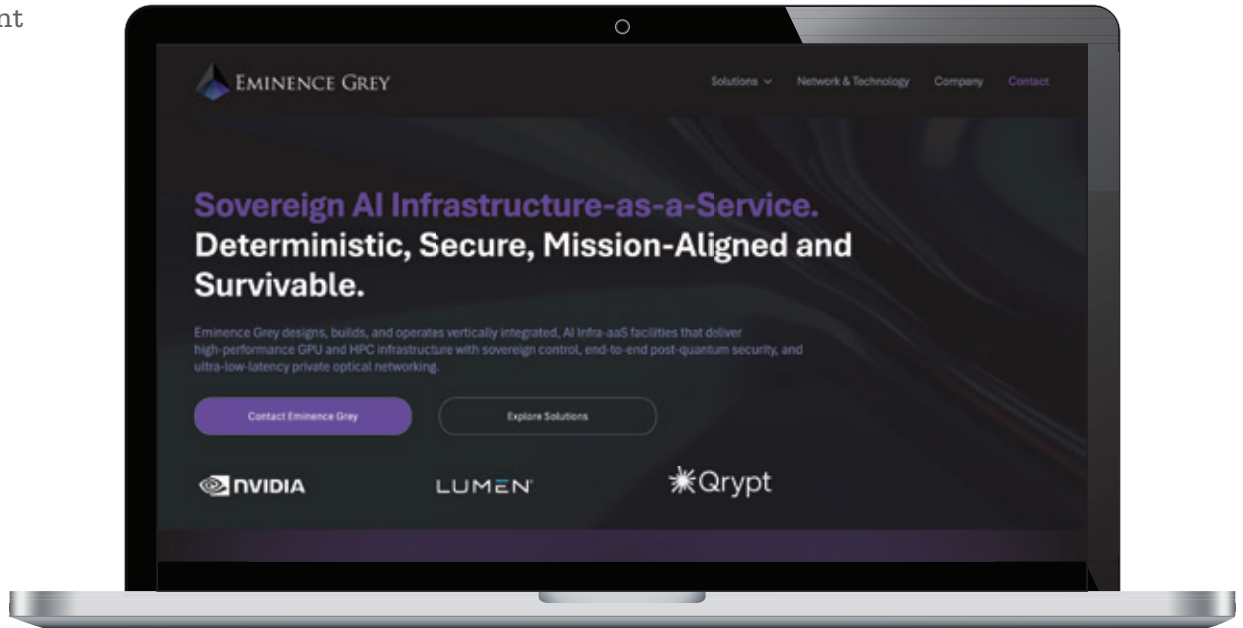 nt
EMINENCE GREY
Solutions
Network & Technology
Company
Contact
Sovereign AI Infrastructure-as-a-Service.
Deterministic, Secure, Mission-Aligned and
Survivable.
Eminence Grey designs, builds, and operates vertically integrated, AI Infra-aaS facilities that deliver
high-performance GPU and HPC infrastructure with sovereign control, end-to-end post-quantum security, and
ultra-low-latency private optical networking.
Contact Eminence Grey
Explore Solutions
NVIDIA
LUMEN
Qrypt